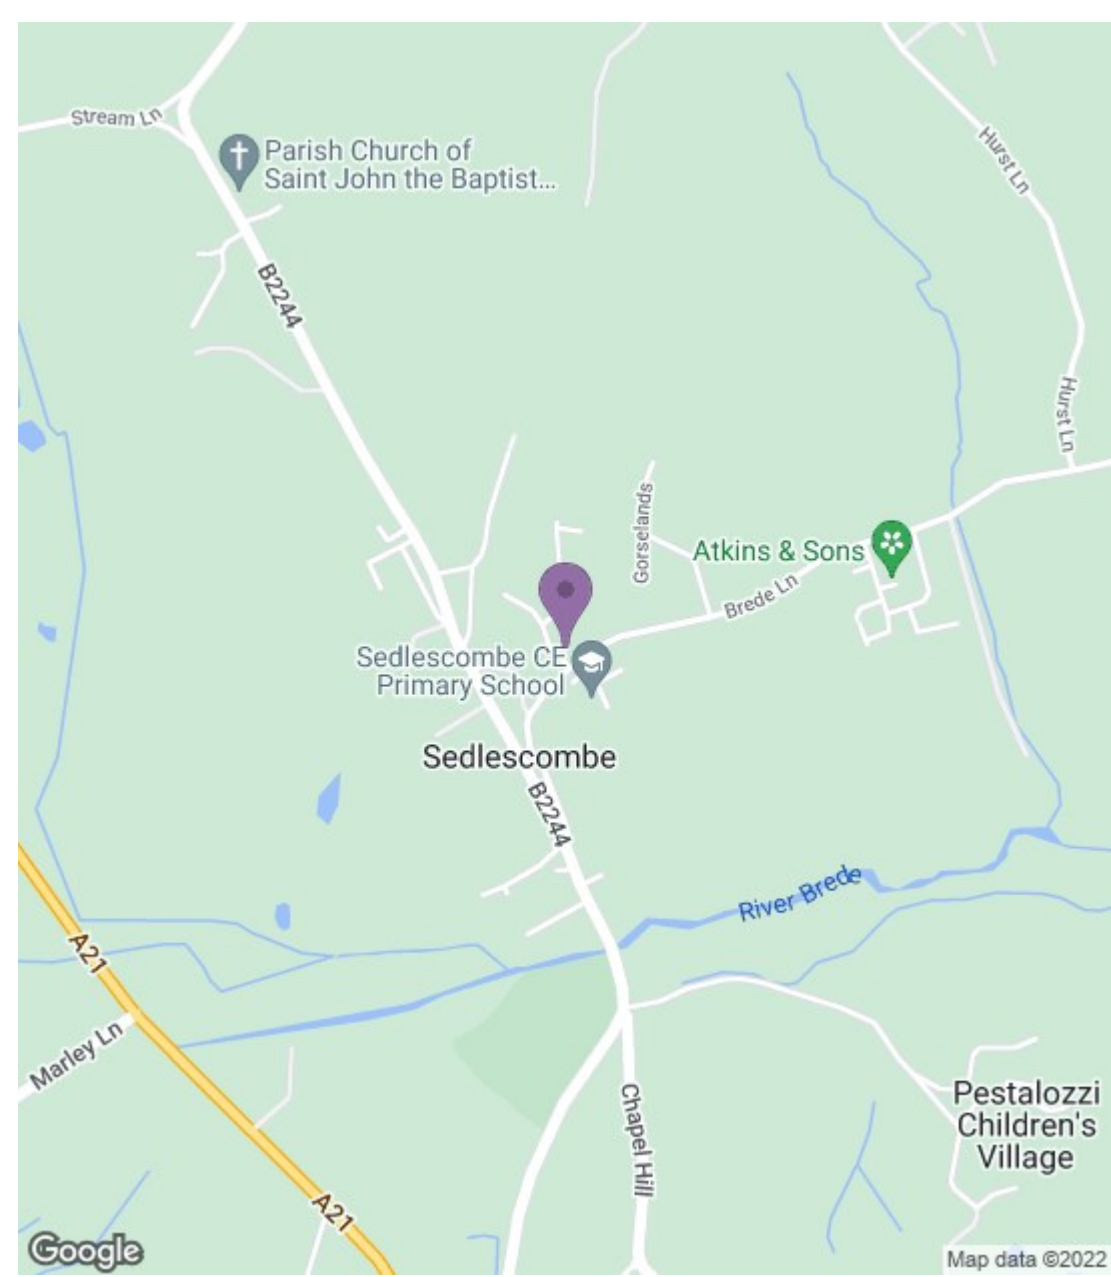 Stream Ln
Parish Church of
Saint John the Baptist...
Hurst Ln
B2244
Hurst Ln
Gorselands
Atkins & Sons
Brede Ln
Sedlescombe CE
Primary School
Sedlescombe
B2244
River Brede
A21
Marley Ln
Pestalozzi
Children's
Village
Chapel Hill
A21
Google
Map data ©2022